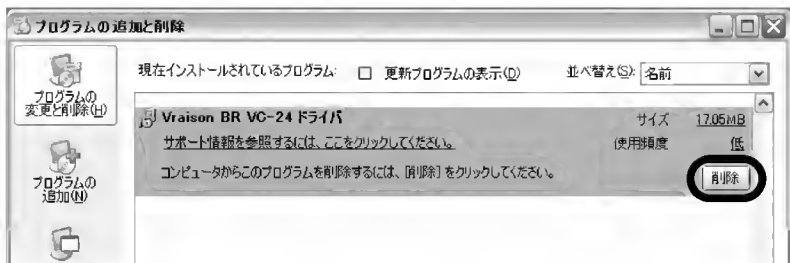 プログラムの追加と削除
現在インストールされているプログラム: 更新プログラムの表示(D) 並べ替え(S): 名前
プログラムの
変更と削除(H)
Vraison BR VC-24 ドライバ サイズ 17.05MB
サポート情報を参照するには、ここをクリックしてください。 使用頻度 低
コンピュータからこのプログラムを削除するには、[削除] をクリックしてください。 削除
プログラムの
追加(N)